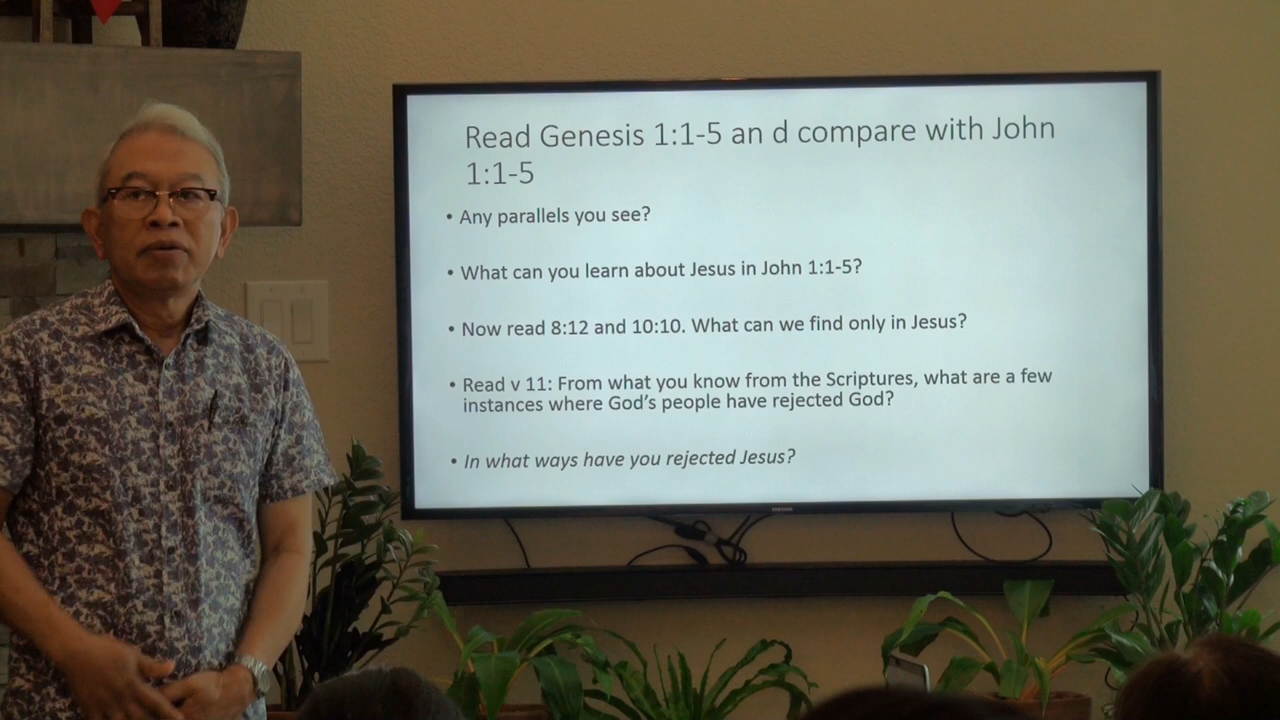 Read Genesis 1:1-5 an d compare with John
1:1-5
• Any parallels you see?
• What can you learn about Jesus in John 1:1-5?
• Now read 8:12 and 10:10. What can we find only in Jesus?
• Read v 11: From what you know from the Scriptures, what are a few
instances where God's people have rejected God?
• In what ways have you rejected Jesus?
SAMSUNG